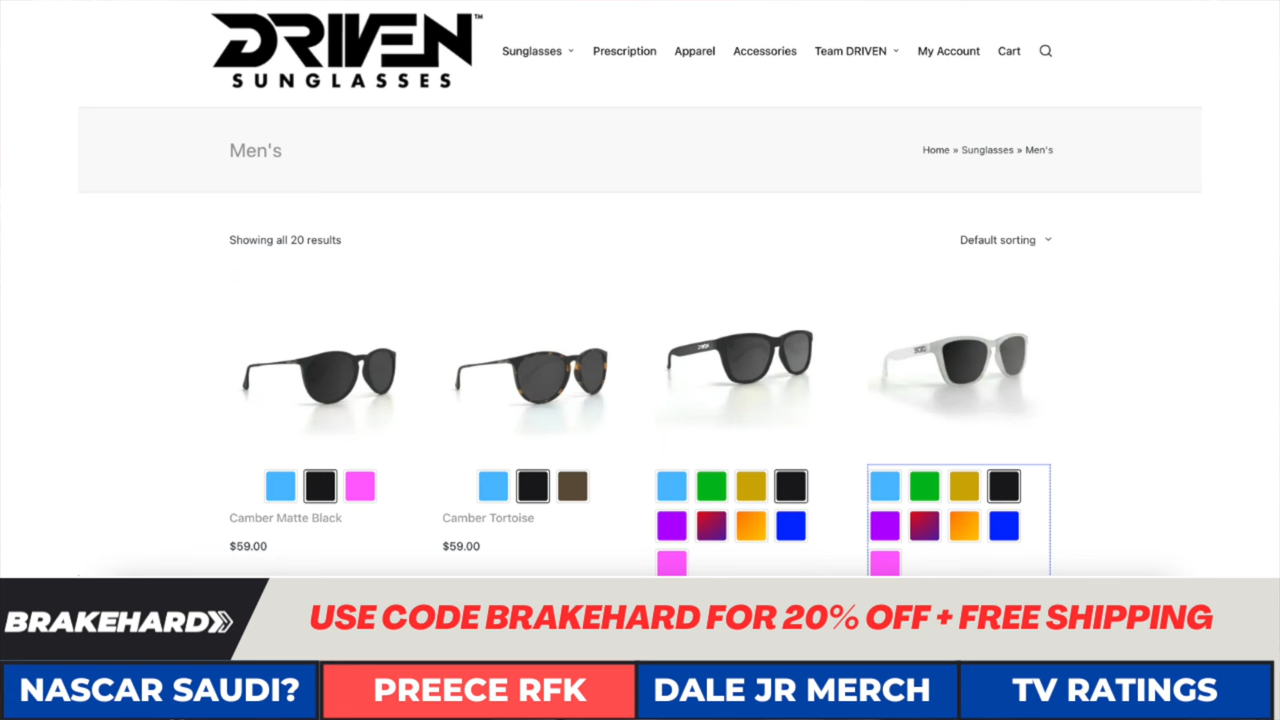 DRIVEN™
SUNGLASSES
Sunglasses Prescription Apparel Accessories Team DRIVEN My Account Cart
Men's
Home » Sunglasses » Men's
Showing all 20 results
Default sorting
Camber Matte Black
Camber Tortoise
$59.00
$59.00
BRAKEHARD
USE CODE BRAKEHARD FOR 20% OFF + FREE SHIPPING
NASCAR SAUDI? PREECE RFK DALE JR MERCH TV RATINGS